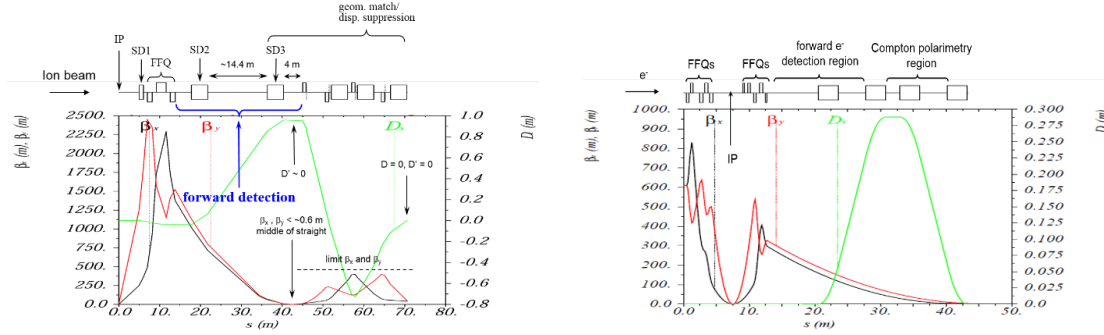 geom. match/
disp. suppression
IP
SD1
FFQ
SD2
SD3
~14.4 m
4 m
Ion beam
2500.
2250.
2000.
1750.
1500.
1250.
1000.
750.
500.
250.
0.0
βx
βy
Dx
1.0
0.8
0.6
0.4
0.2
0.0
-0.2
-0.4
-0.6
-0.8
D' ~ 0
D = 0, D' = 0
forward detection
βx , βy < ~0.6 m
middle of straight
limit βx and βy
0.0
10.
20.
30.
40.
50.
60.
70.
80.
s (m)
forward e-
detection region
Compton polarimetry
region
FFQs
FFQs
e-
1000.
900.
800.
700.
600.
500.
400.
300.
200.
100.
0.0
βx
βy
Dx
IP
0.300
0.275
0.250
0.225
0.200
0.175
0.150
0.125
0.100
0.075
0.050
0.025
0.0
0.0
10.
20.
30.
40.
50.
s (m)